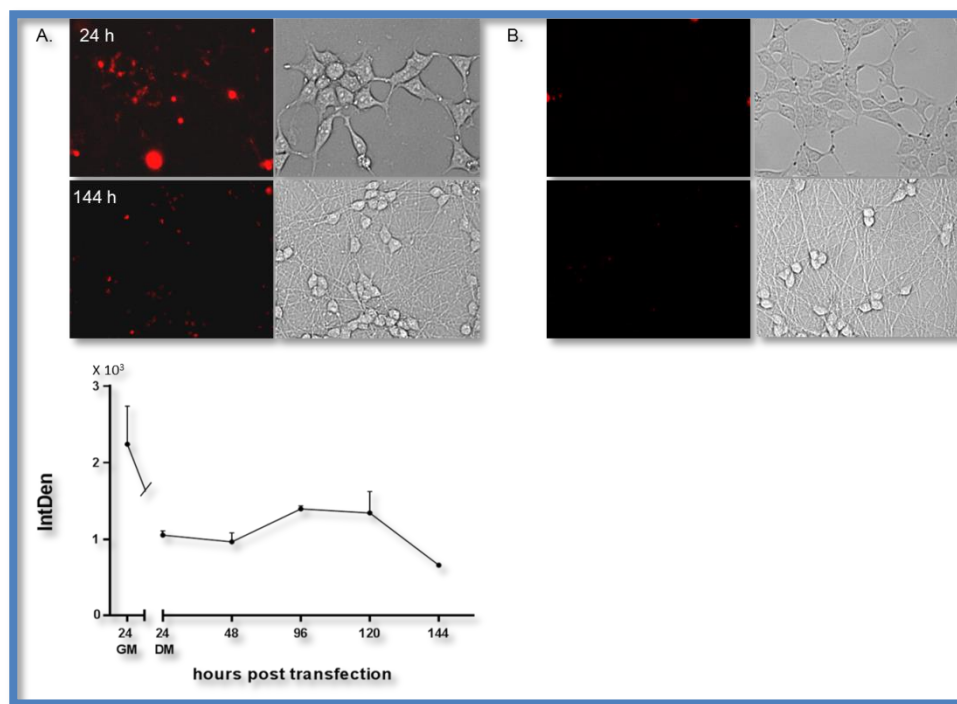 A.
24 h
144 h
B.
X 10³
3
2
1
0
IntDen
24 GM
24 DM
48
96
120
144
hours post transfection